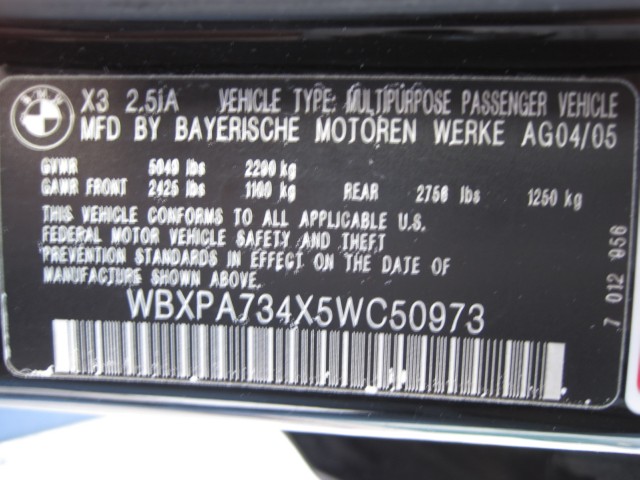 BMW
X3 2.5iA VEHICLE TYPE: MULTIPURPOSE PASSENGER VEHICLE
MFD BY BAYERISCHE MOTOREN WERKE AG04/05
GVWR 5040 lbs 2290 kg
GAWR FRONT 2425 lbs 1100 kg REAR 2756 lbs 1250 kg
THIS VEHICLE CONFORMS TO ALL APPLICABLE U.S.
FEDERAL MOTOR VEHICLE SAFETY AND THEFT
PREVENTION STANDARDS IN EFFECT ON THE DATE OF
MANUFACTURE SHOWN ABOVE.
WBXPA734X5WC50973
7 012 956